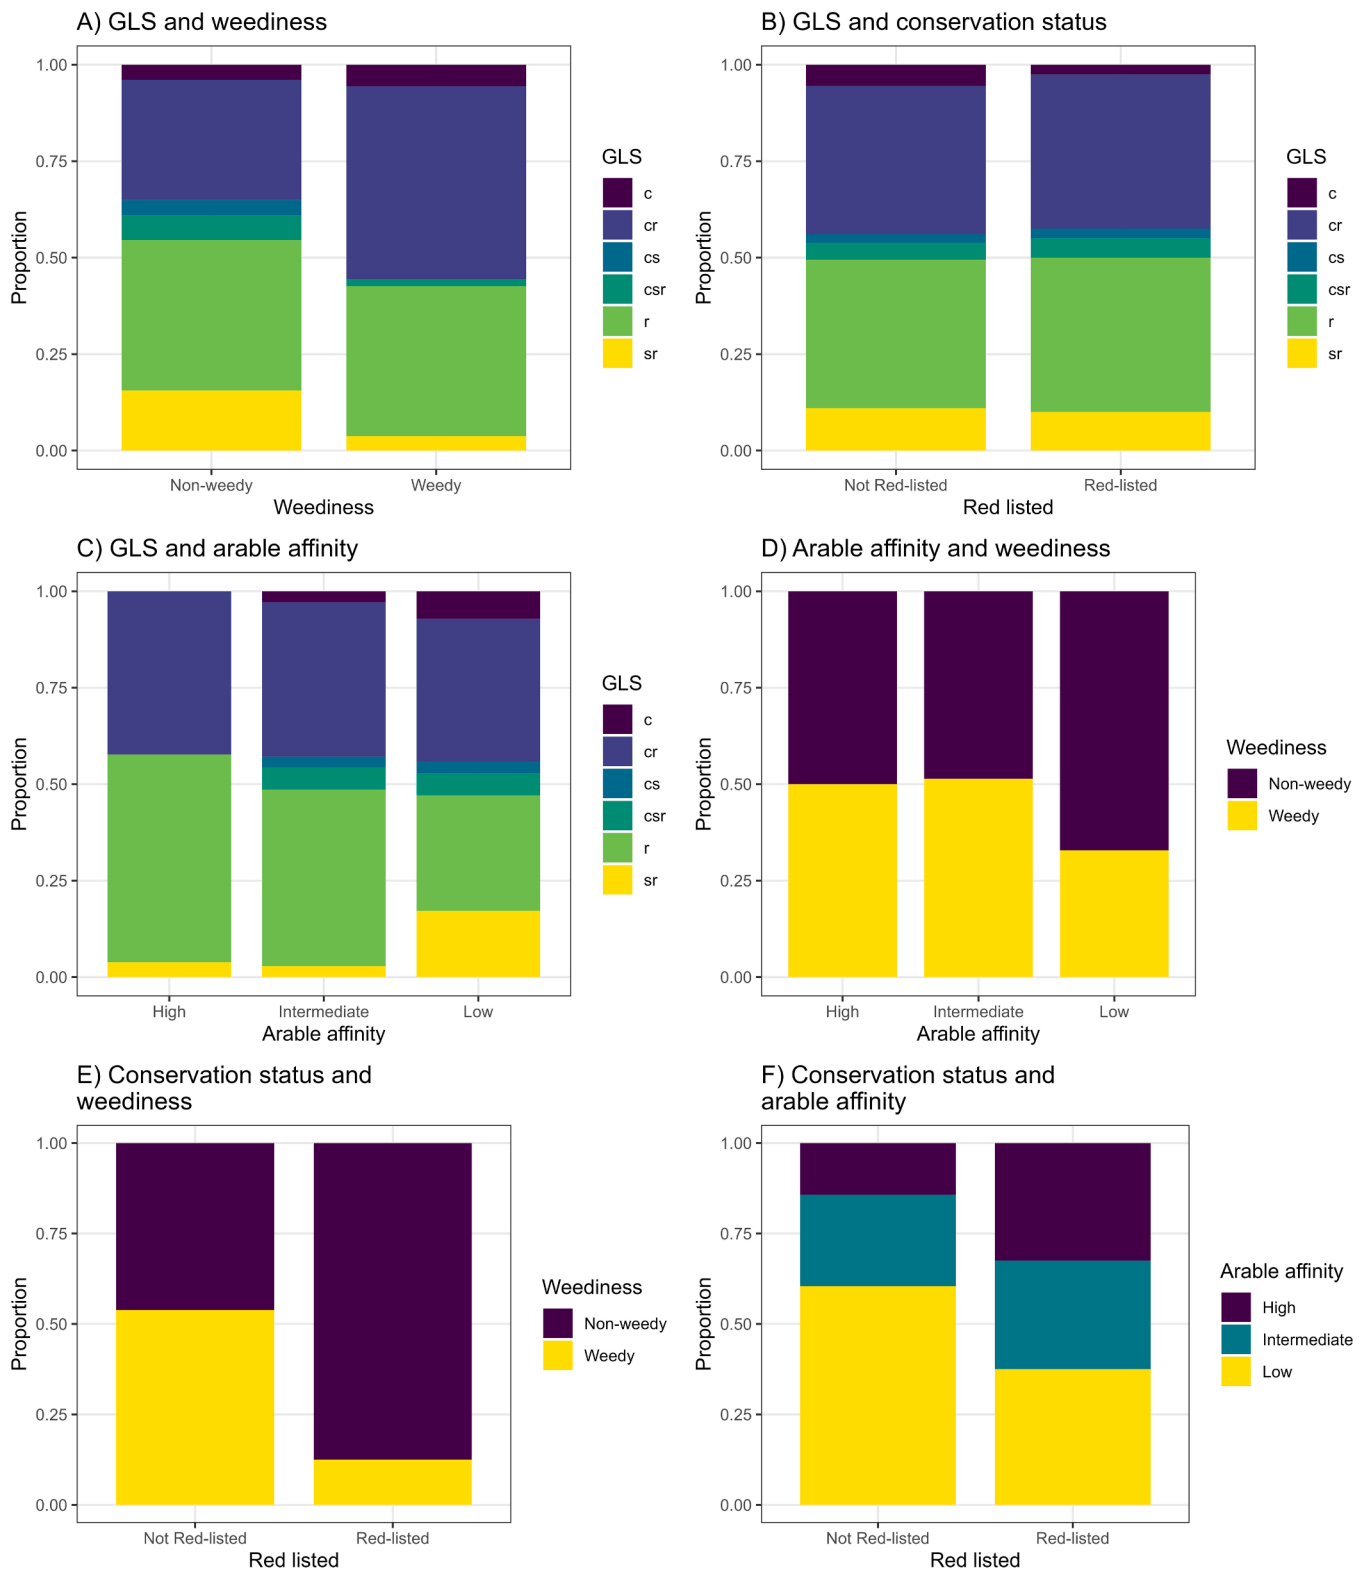 A) GLS and weediness
1.00
0.75
0.50
0.25
0.00
Proportion
Non-weedy
Weedy
Weediness
GLS
c
cr
cs
csr
r
sr
B) GLS and conservation status
1.00
0.75
0.50
0.25
0.00
Proportion
Not Red-listed
Red-listed
Red listed
GLS
c
cr
cs
csr
r
sr
C) GLS and arable affinity
1.00
0.75
0.50
0.25
0.00
Proportion
High
Intermediate
Low
Arable affinity
GLS
c
cr
cs
csr
r
sr
D) Arable affinity and weediness
1.00
0.75
0.50
0.25
0.00
Proportion
High
Intermediate
Low
Arable affinity
Weediness
Non-weedy
Weedy
E) Conservation status and
weediness
1.00
0.75
0.50
0.25
0.00
Proportion
Not Red-listed
Red-listed
Red listed
Weediness
Non-weedy
Weedy
F) Conservation status and
arable affinity
1.00
0.75
0.50
0.25
0.00
Proportion
Not Red-listed
Red-listed
Red listed
Arable affinity
High
Intermediate
Low